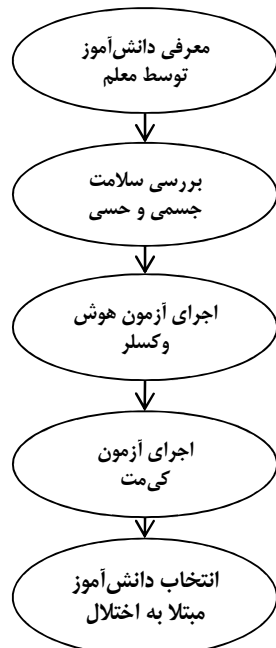 معرفی دانش‌آموز
توسط معلم
بررسی سلامت
جسمی و حسی
اجرای آزمون هوش
وکسلر
اجرای آزمون
کی‌مت
انتخاب دانش‌آموز
مبتلا به اختلال